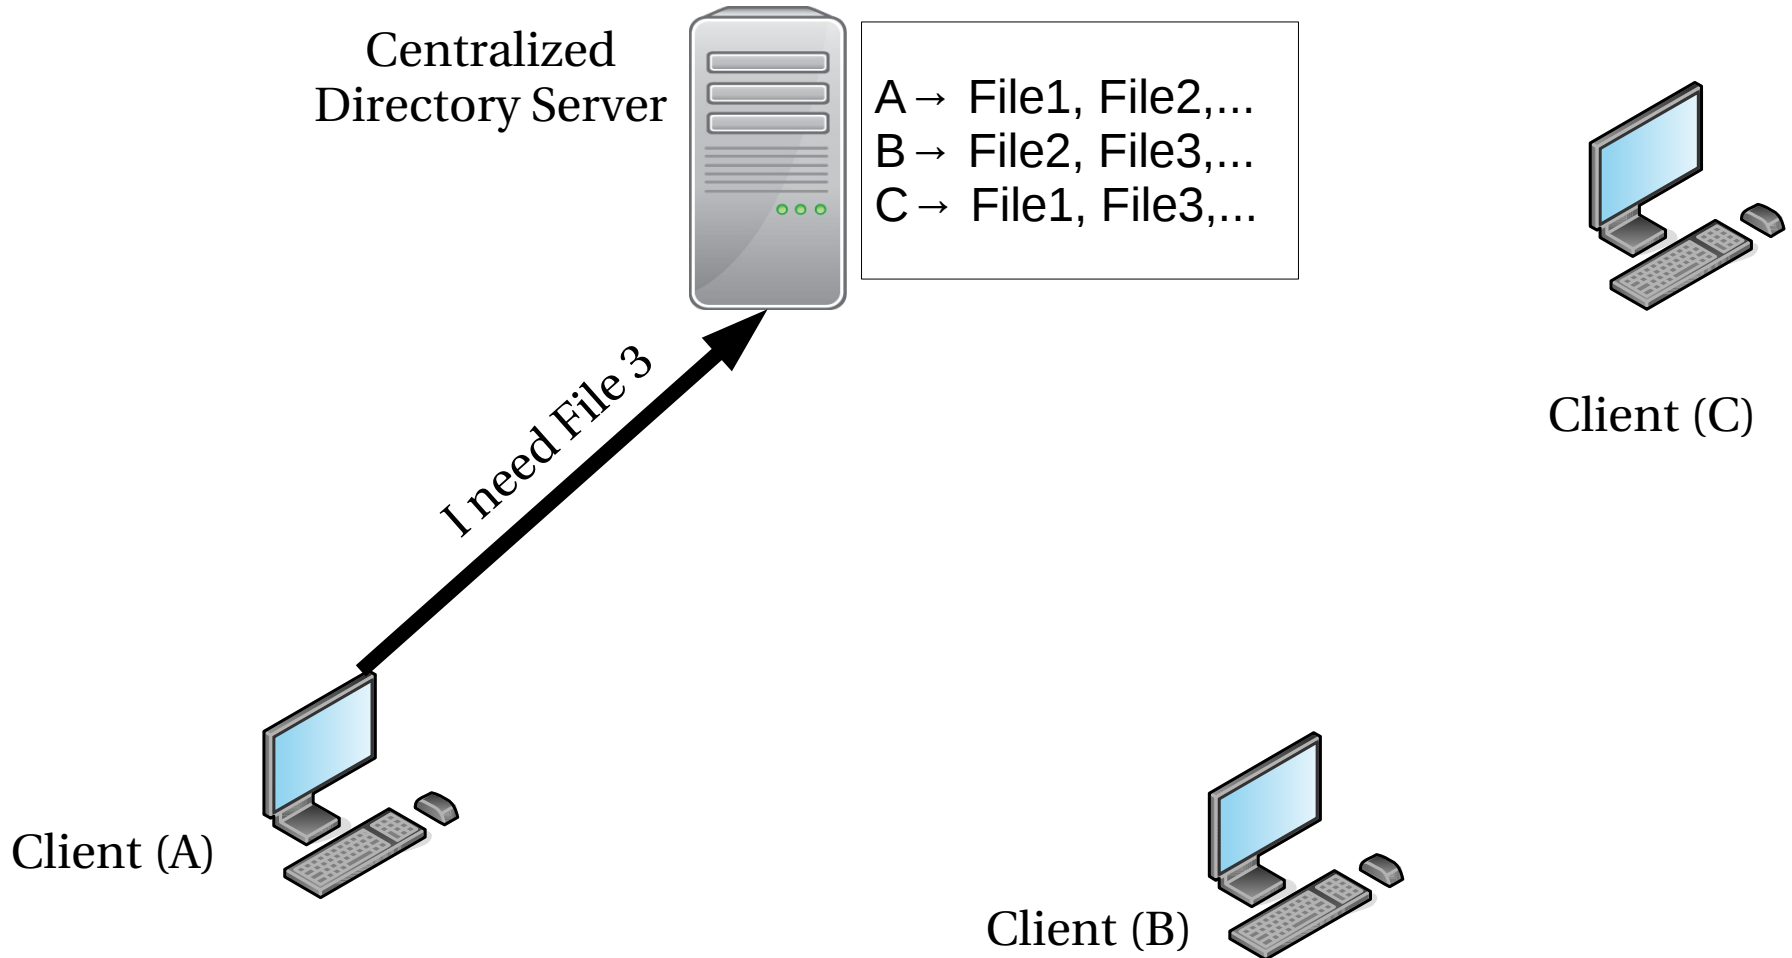 Centralized
Directory Server
A→ File1, File2,...
B→ File2, File3,...
C→ File1, File3,...
I need File 3
Client (C)
Client (A)
Client (B)